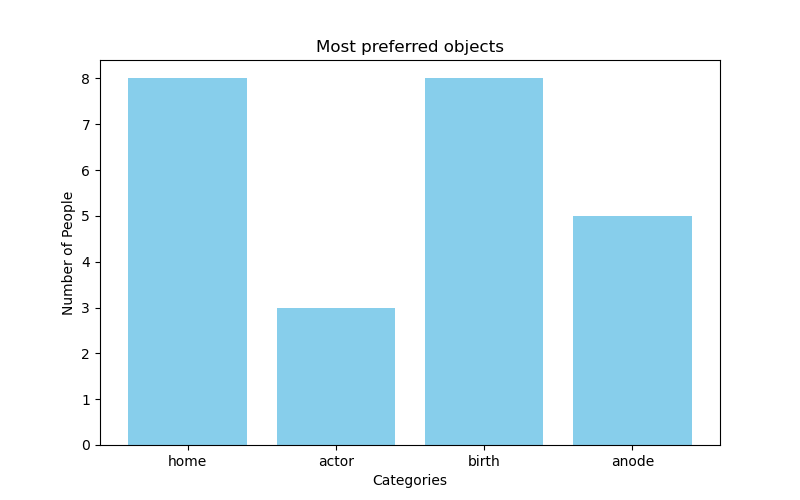 Most preferred objects
Number of People
8
7
6
5
4
3
2
1
0
home actor birth anode
Categories